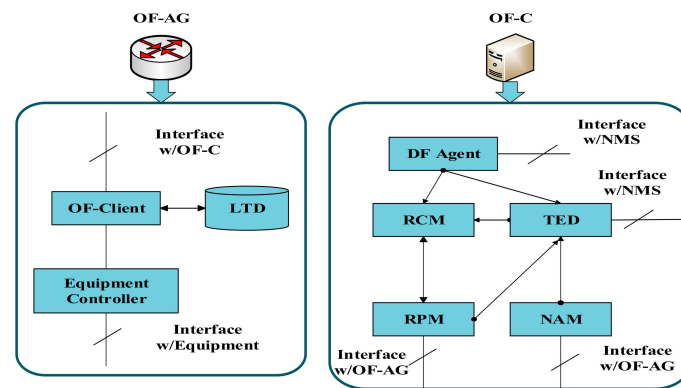 OF-AG
Interface
w/OF-C
OF-Client
LTD
Equipment
Controller
Interface
w/Equipment
OF-C
Interface
w/NMS
DF Agent
Interface
w/NMS
RCM
TED
RPM
NAM
Interface
w/OF-AG
Interface
w/OF-AG